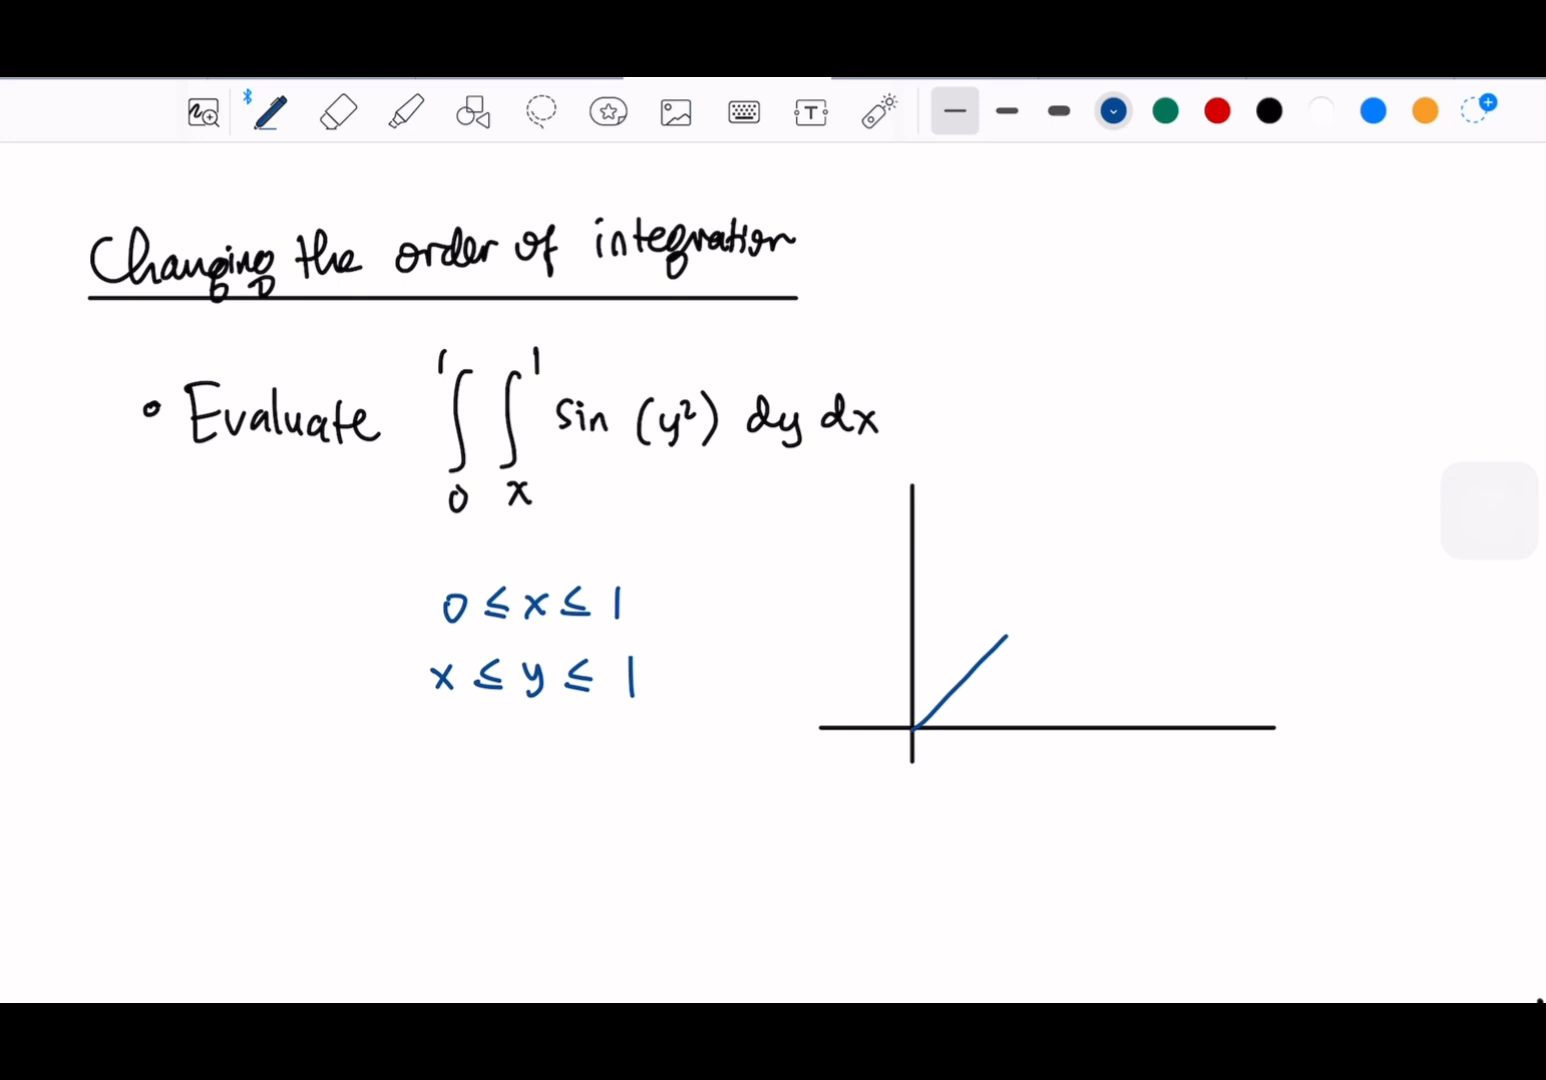 Changing the order of integration
• Evaluate ∫₀¹ ∫ₓ¹ sin (y²) dy dx
0 ≤ x ≤ 1
x ≤ y ≤ 1